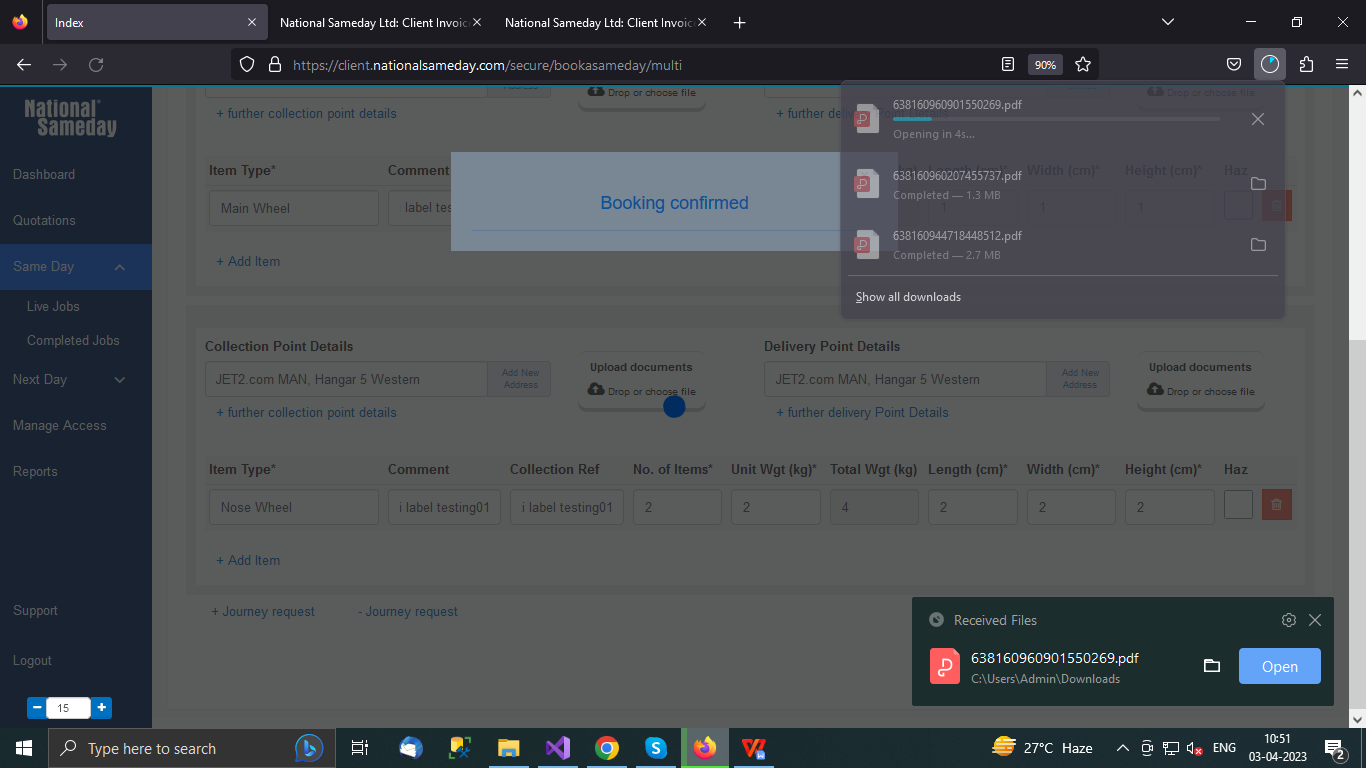 Index
National Sameday Ltd: Client Invoic
National Sameday Ltd: Client Invoic
https://client.nationalsameday.com/secure/bookasameday/multi
90%
National
Sameday
Dashboard
Quotations
Same Day
Live Jobs
Completed Jobs
Next Day
Manage Access
Reports
Support
Logout
15
Address
Drop or choose file
Drop or choose file
+ further collection point details
+ further delivery Point Details
Item Type*
Comment
Length (cm)*
Width (cm)*
Height (cm)*
Haz
Main Wheel
label tes
1
1
1
+ Add Item
Booking confirmed
638160960901550269.pdf
Opening in 4s...
638160960207455737.pdf
Completed — 1.3 MB
638160944718448512.pdf
Completed — 2.7 MB
Show all downloads
Collection Point Details
Delivery Point Details
JET2.com MAN, Hangar 5 Western
Add New
Address
Upload documents
Drop or choose file
JET2.com MAN, Hangar 5 Western
Add New
Address
Upload documents
Drop or choose file
+ further collection point details
+ further delivery Point Details
Item Type*
Comment
Collection Ref
No. of Items*
Unit Wgt (kg)*
Total Wgt (kg)
Length (cm)*
Width (cm)*
Height (cm)*
Haz
Nose Wheel
i label testing01
i label testing01
2
2
4
2
2
2
+ Add Item
+ Journey request
- Journey request
Received Files
638160960901550269.pdf
C:\Users\Admin\Downloads
Open
Type here to search
27°C Haze
ENG
10:51
03-04-2023
2